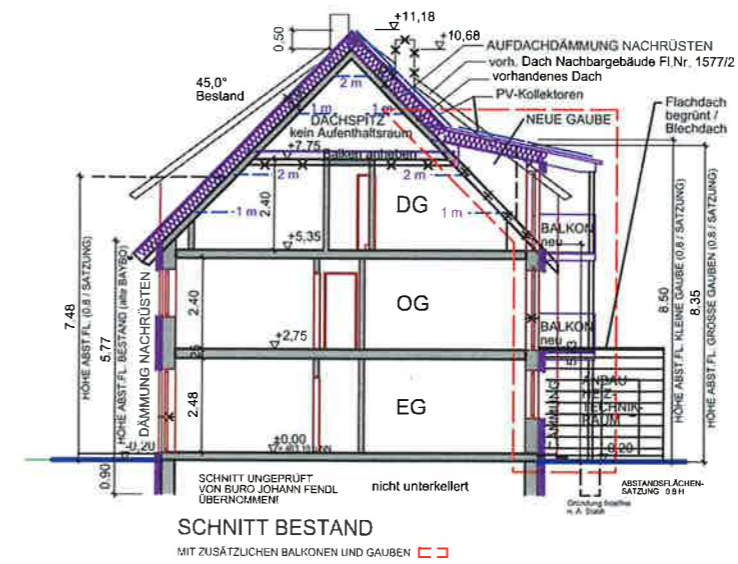 +11,18
+10,68
0.50
AUFDACHDÄMMUNG NACHRÜSTEN
vorh. Dach Nachbargebäude Fl.Nr. 1577/2
vorhandenes Dach
PV-Kollektoren
45,0°
Bestand
2 m
1 m
1 m
Flachdach
begrünt /
Blechdach
NEUE GAUBE
DACHSPITZ
kein Aufenthaltsraum
+7,75
Balken anheben
2 m
2 m
1 m
1 m
2.40
DG
BALKON
neu
+5,35
2.40
OG
+2,75
BALKON
neu
7.48
HÖHE ABST.FL. (0,8 / SATZUNG)
5.77
HÖHE ABST.FL. BESTAND (alte BAYBO)
DÄMMUNG NACHRÜSTEN
8.50
HÖHE ABST.FL. KLEINE GAUBE (0,8 / SATZUNG)
8.35
HÖHE ABST.FL. GROSSE GAUBEN (0,8 / SATZUNG)
2.48
EG
ANBAU
HEIZ-
TECHNIK-
RAUM
±0,00
-0,20
0.90
SCHNITT UNGEPRÜFT
VON BÜRO JOHANN FENDL
ÜBERNOMMEN!
nicht unterkellert
ABSTANDSFLÄCHEN-
SATZUNG
Gründung frostfrei
SCHNITT BESTAND
MIT ZUSÄTZLICHEN BALKONEN UND GAUBEN